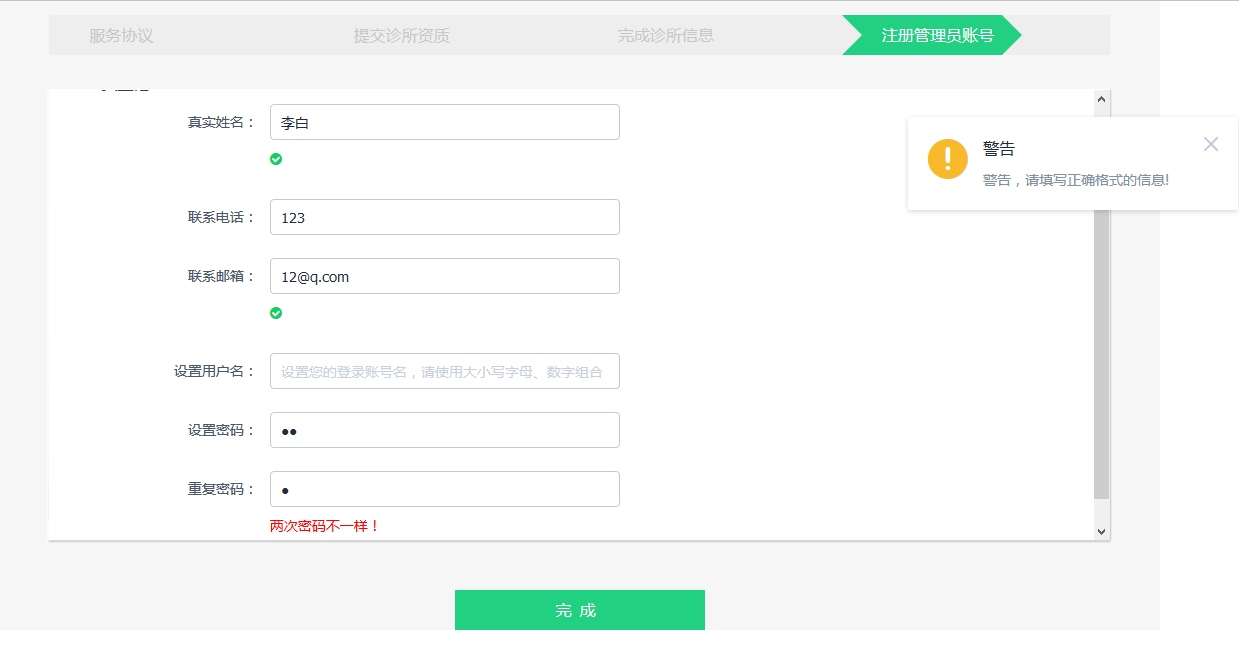 服务协议
提交诊所资质
完成诊所信息
注册管理员账号
真实姓名：
李白
警告
警告，请填写正确格式的信息!
联系电话：
123
联系邮箱：
12@q.com
设置用户名：
设置您的登录账号名，请使用大小写字母、数字组合
设置密码：
●●
重复密码：
●
两次密码不一样！
完 成